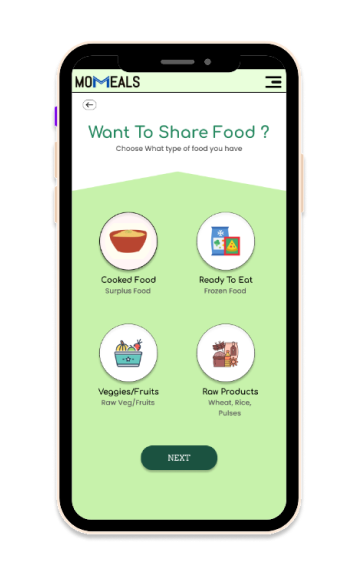 MOMEALS
Want To Share Food ?
Choose What type of food you have
Cooked Food
Surplus Food
Ready To Eat
Frozen Food
Veggies/Fruits
Raw Veg/Fruits
Raw Products
Wheat, Rice,
Pulses
NEXT